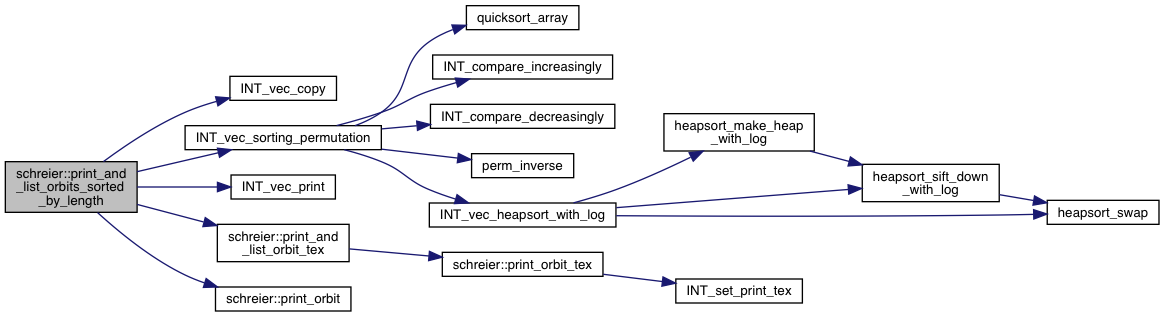 schreier::print_and
_list_orbits_sorted
_by_length
INT_vec_copy
INT_vec_sorting_permutation
INT_vec_print
schreier::print_and
_list_orbit_tex
schreier::print_orbit
quicksort_array
INT_compare_increasingly
INT_compare_decreasingly
perm_inverse
INT_vec_heapsort_with_log
schreier::print_orbit_tex
heapsort_make_heap
_with_log
INT_set_print_tex
heapsort_sift_down
_with_log
heapsort_swap